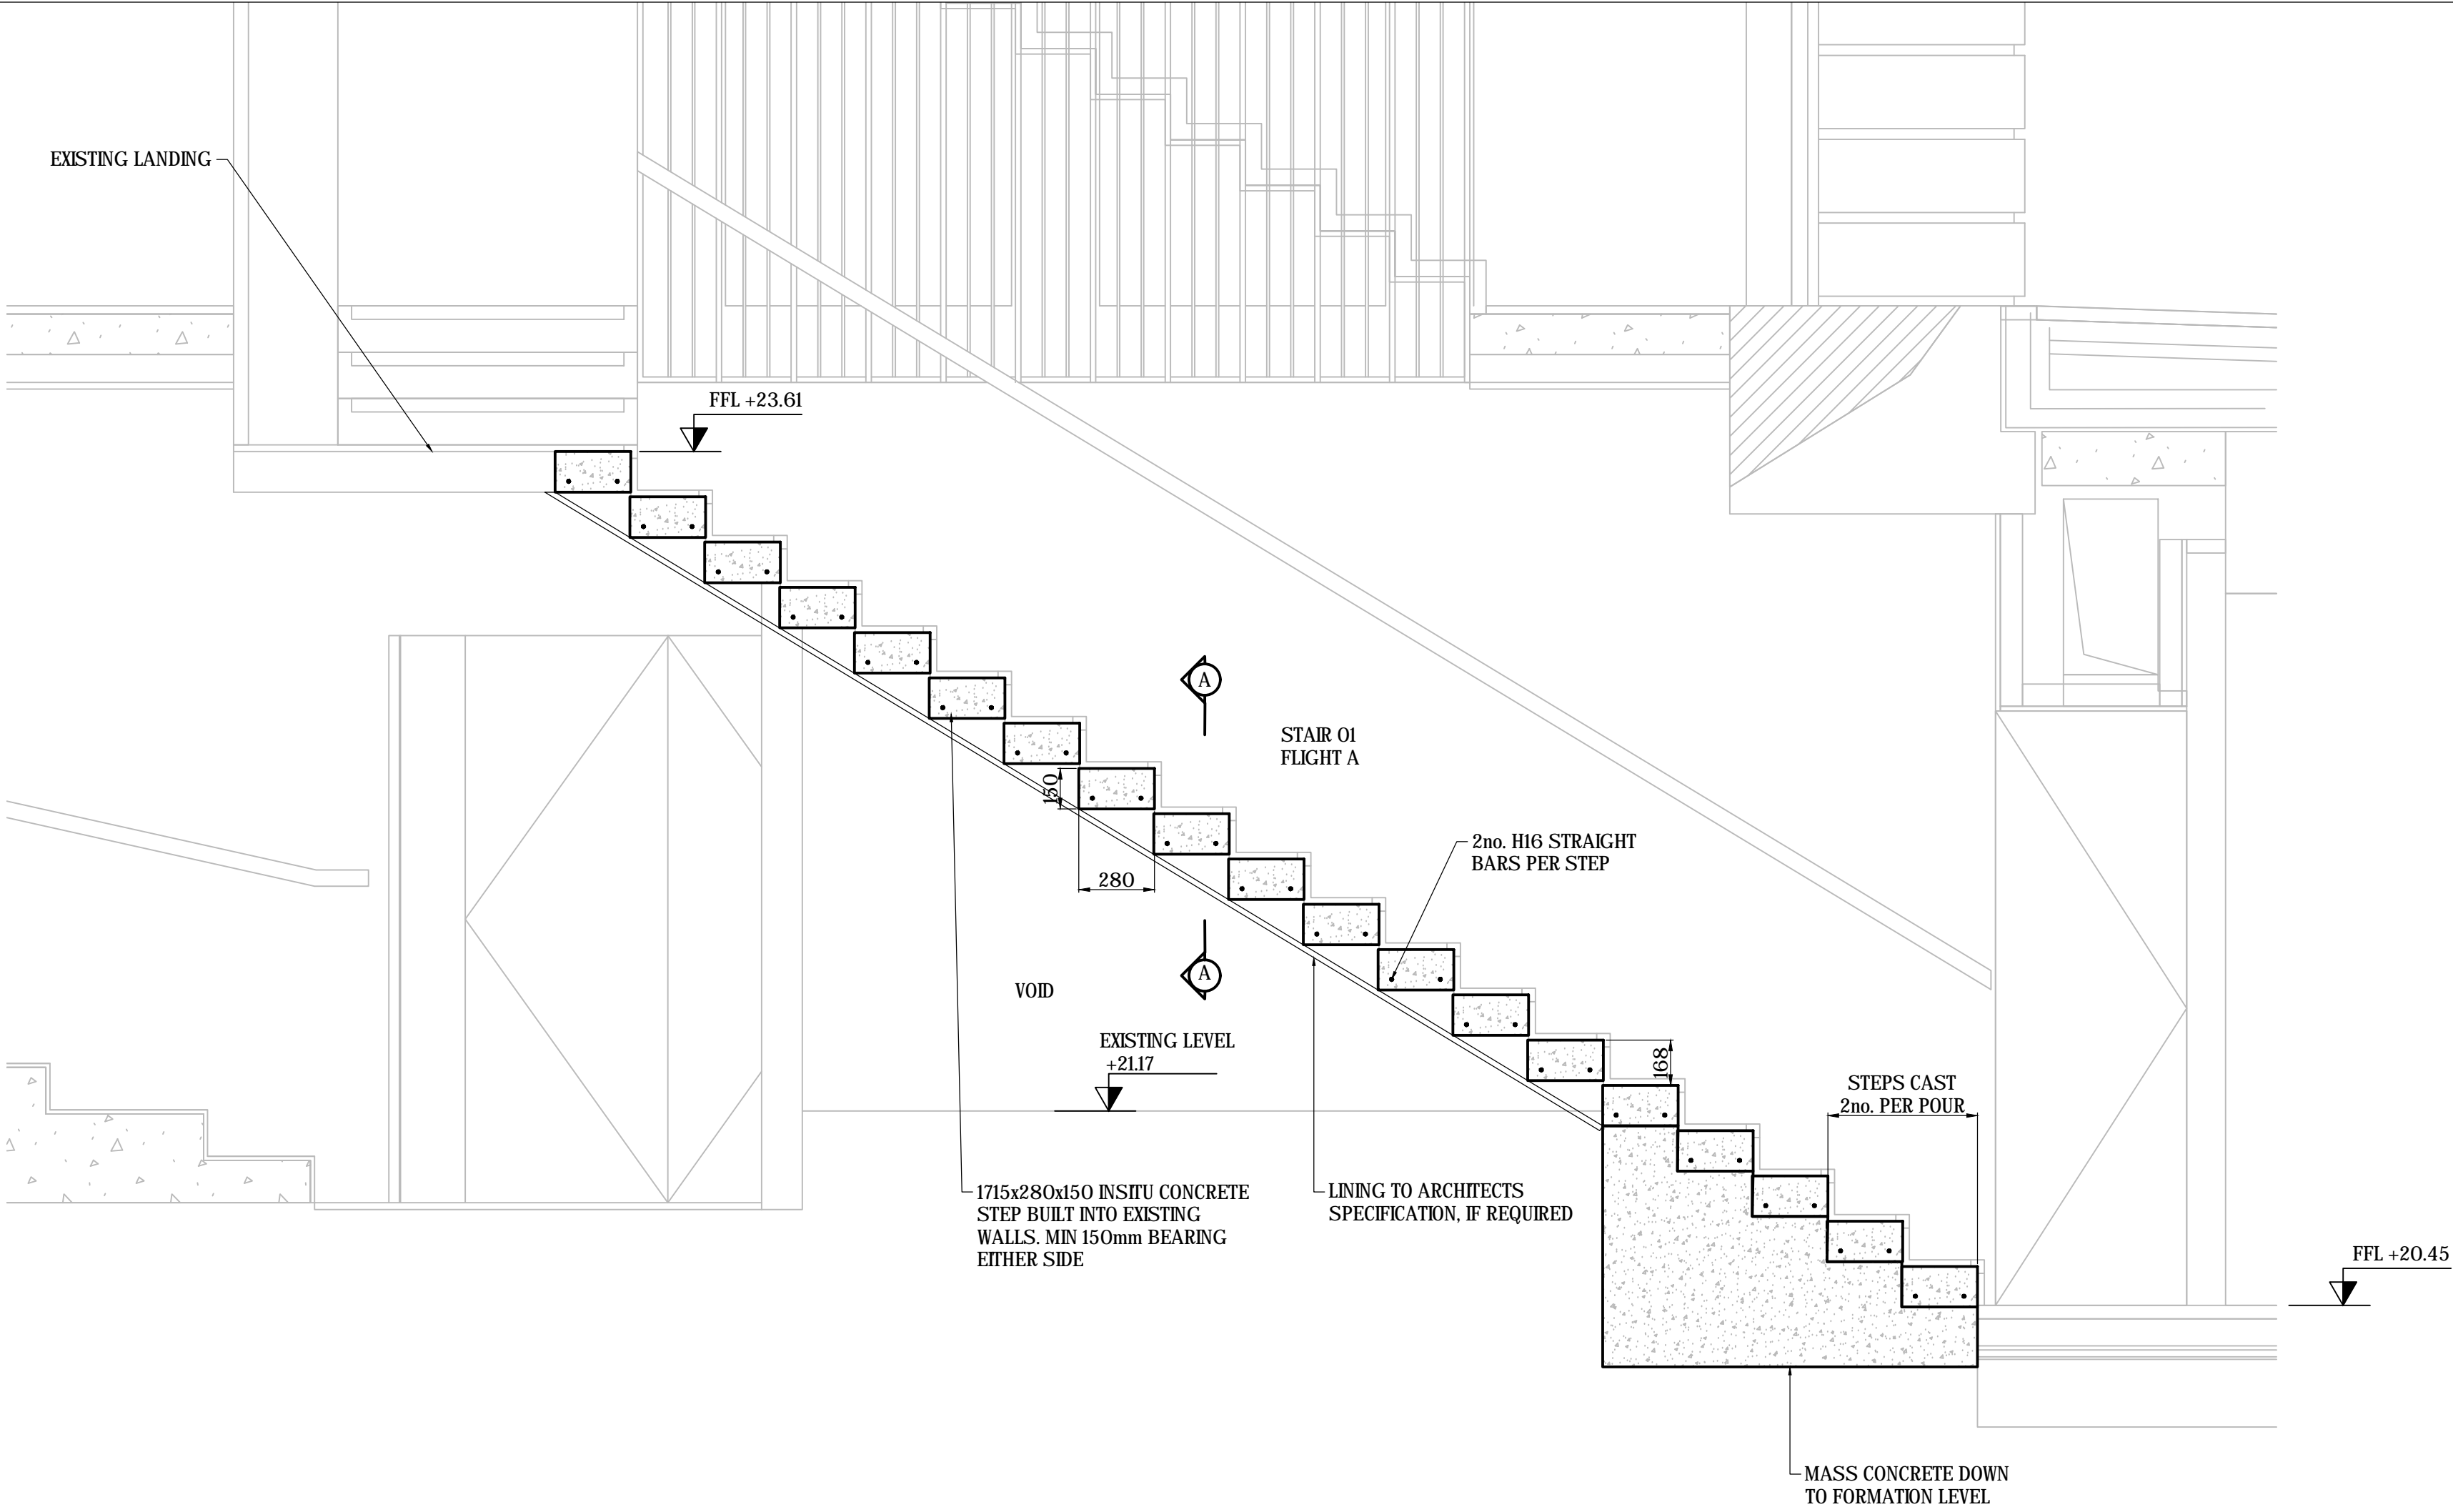 EXISTING LANDING
FFL +23.61
A
STAIR 01
FLIGHT A
150
280
2no. H16 STRAIGHT
BARS PER STEP
A
VOID
EXISTING LEVEL
+21.17
168
STEPS CAST
2no. PER POUR
1715x280x150 INSITU CONCRETE
STEP BUILT INTO EXISTING
WALLS. MIN 150mm BEARING
EITHER SIDE
LINING TO ARCHITECTS
SPECIFICATION, IF REQUIRED
FFL +20.45
MASS CONCRETE DOWN
TO FORMATION LEVEL